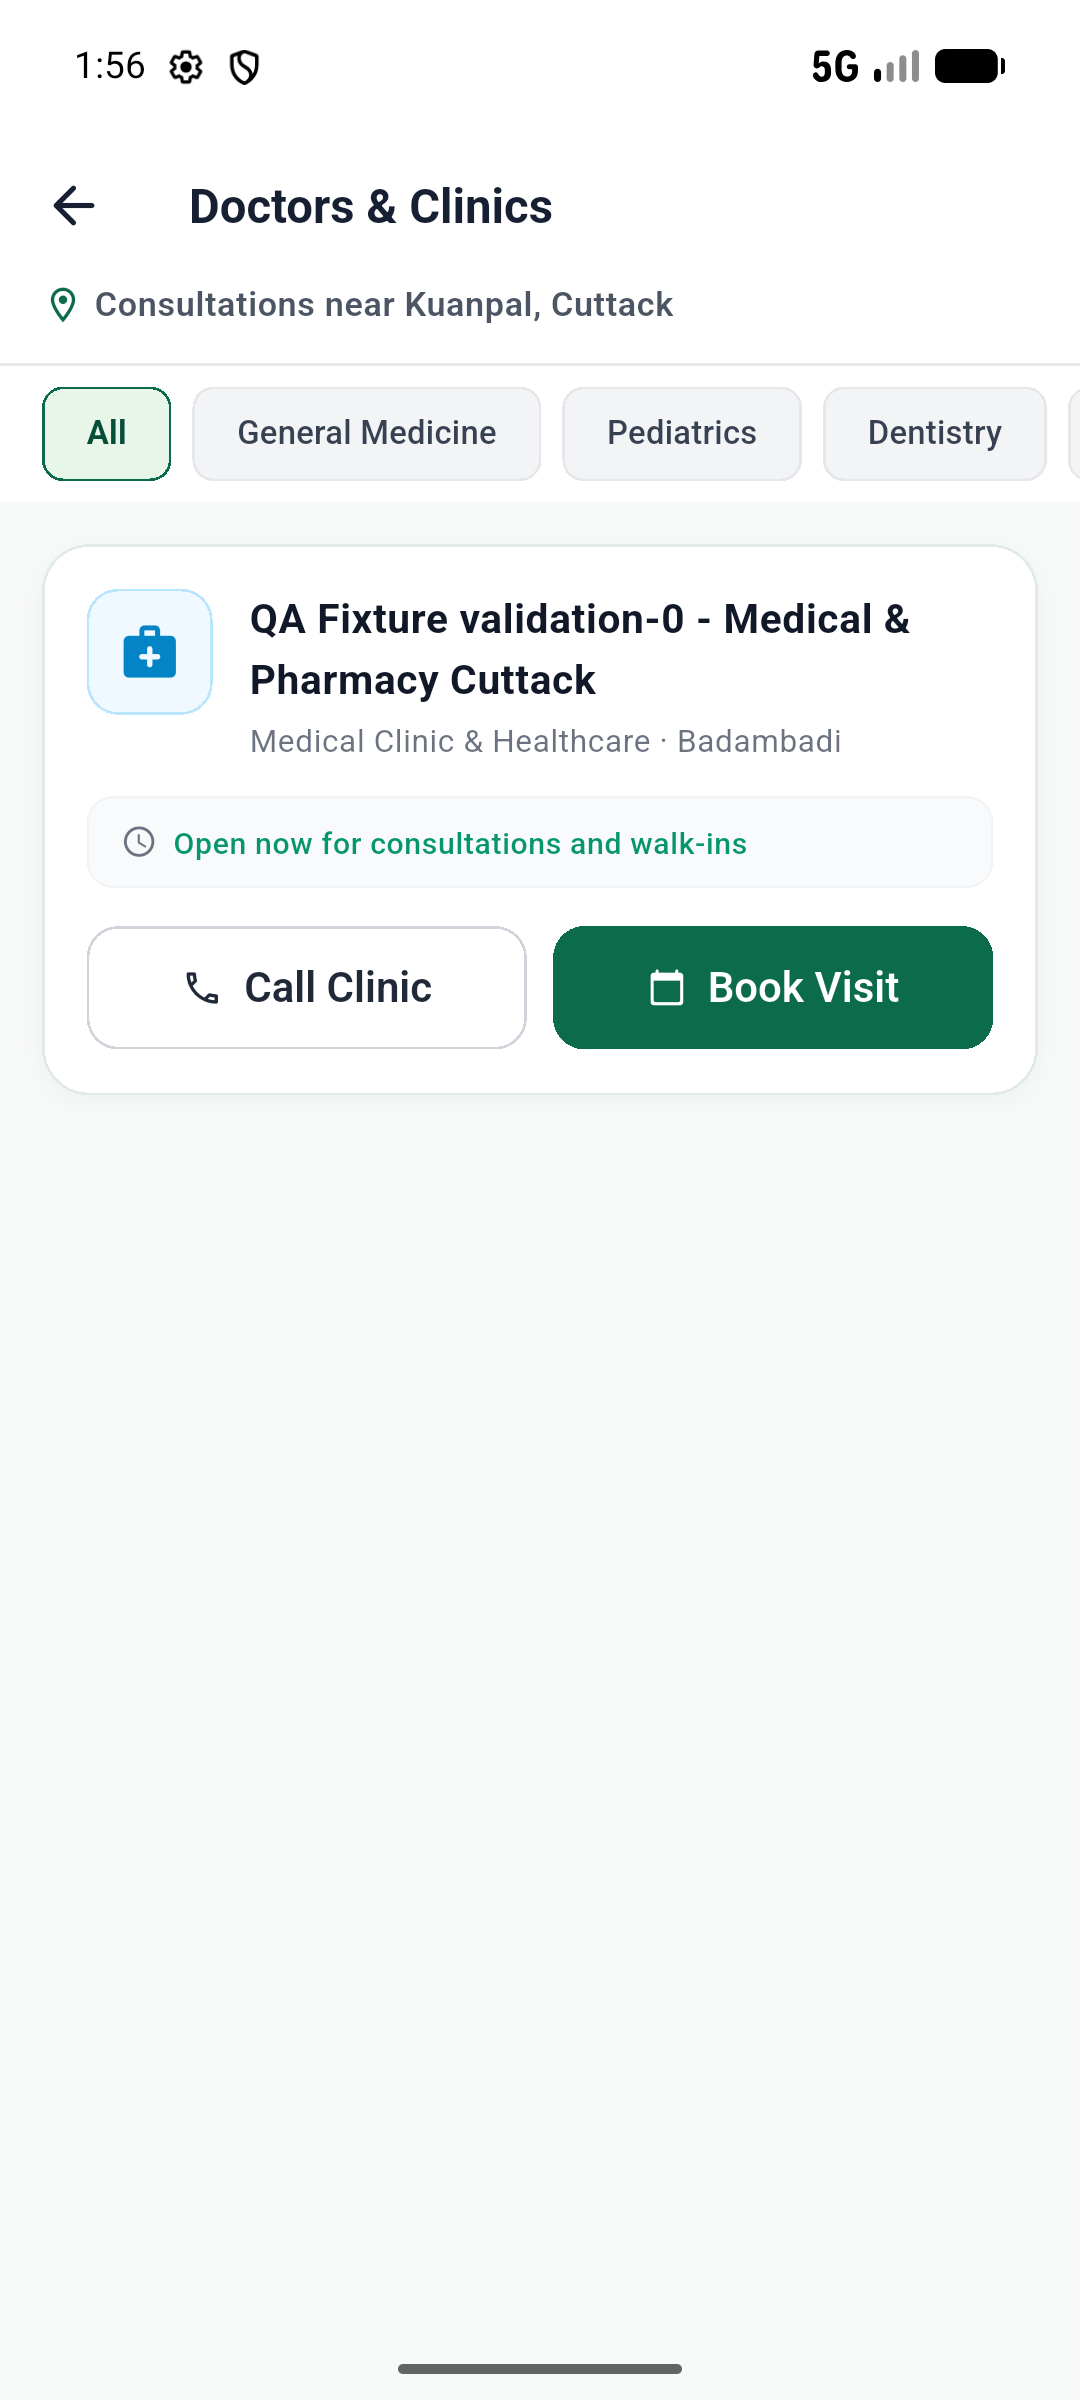 1:56 5G
Doctors & Clinics
Consultations near Kuanpal, Cuttack
All General Medicine Pediatrics Dentistry
QA Fixture validation-0 - Medical &
Pharmacy Cuttack
Medical Clinic & Healthcare · Badambadi
Open now for consultations and walk-ins
Call Clinic Book Visit